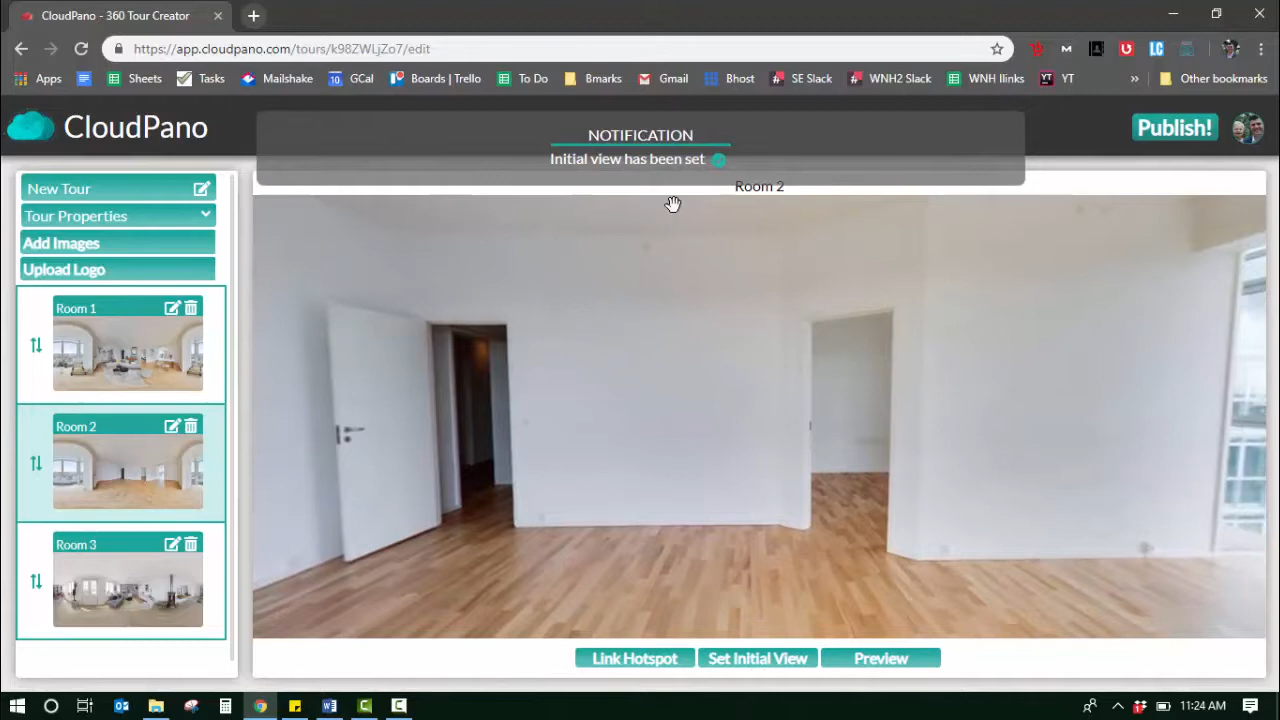 CloudPano - 360 Tour Creator
https://app.cloudpano.com/tours/k98ZWLjZo7/edit
Apps Sheets Tasks Mailshake GCal Boards | Trello To Do Bmarks Gmail Bhost SE Slack WNH2 Slack WNH Ilinks YT » Other bookmarks
CloudPano
NOTIFICATION
Initial view has been set
Publish!
Room 2
New Tour
Tour Properties
Add Images
Upload Logo
Room 1
Room 2
Room 3
Link Hotspot Set Initial View Preview
11:24 AM